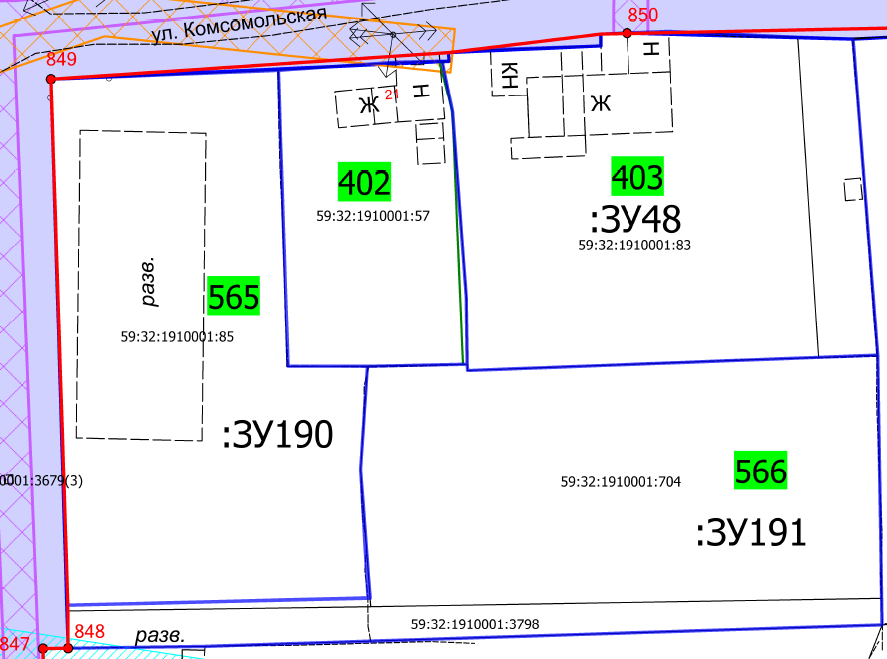 ул. Комсомольская
850
849
Н
КН
Ж
Н
21
Ж
402
403
59:32:1910001:57
:ЗУ48
59:32:1910001:83
разв.
565
59:32:1910001:85
:ЗУ190
566
0001:3679(3)
59:32:1910001:704
:ЗУ191
59:32:1910001:3798
848
разв.
847